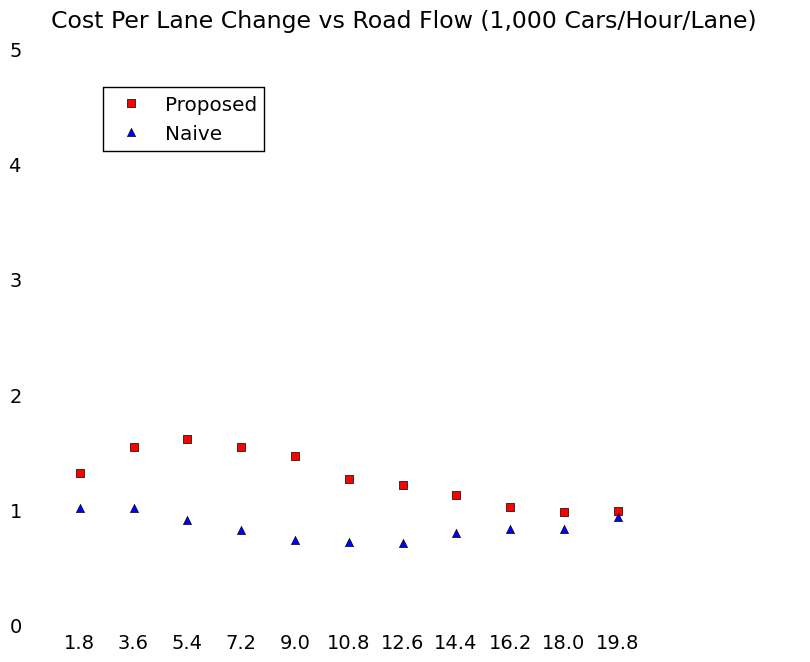 Cost Per Lane Change vs Road Flow (1,000 Cars/Hour/Lane)
5
Proposed
Naive
4
3
2
1
0
1.8 3.6 5.4 7.2 9.0 10.8 12.6 14.4 16.2 18.0 19.8